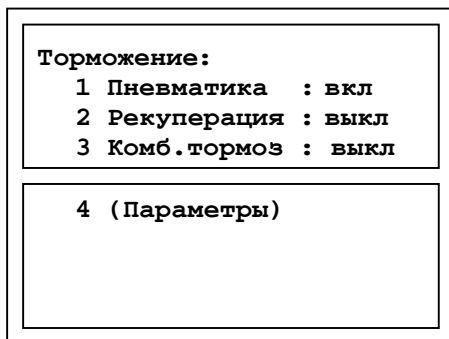 Торможение:
1 Пневматика : вкл
2 Рекуперация : выкл
3 Комб.тормоз : выкл
4 (Параметры)